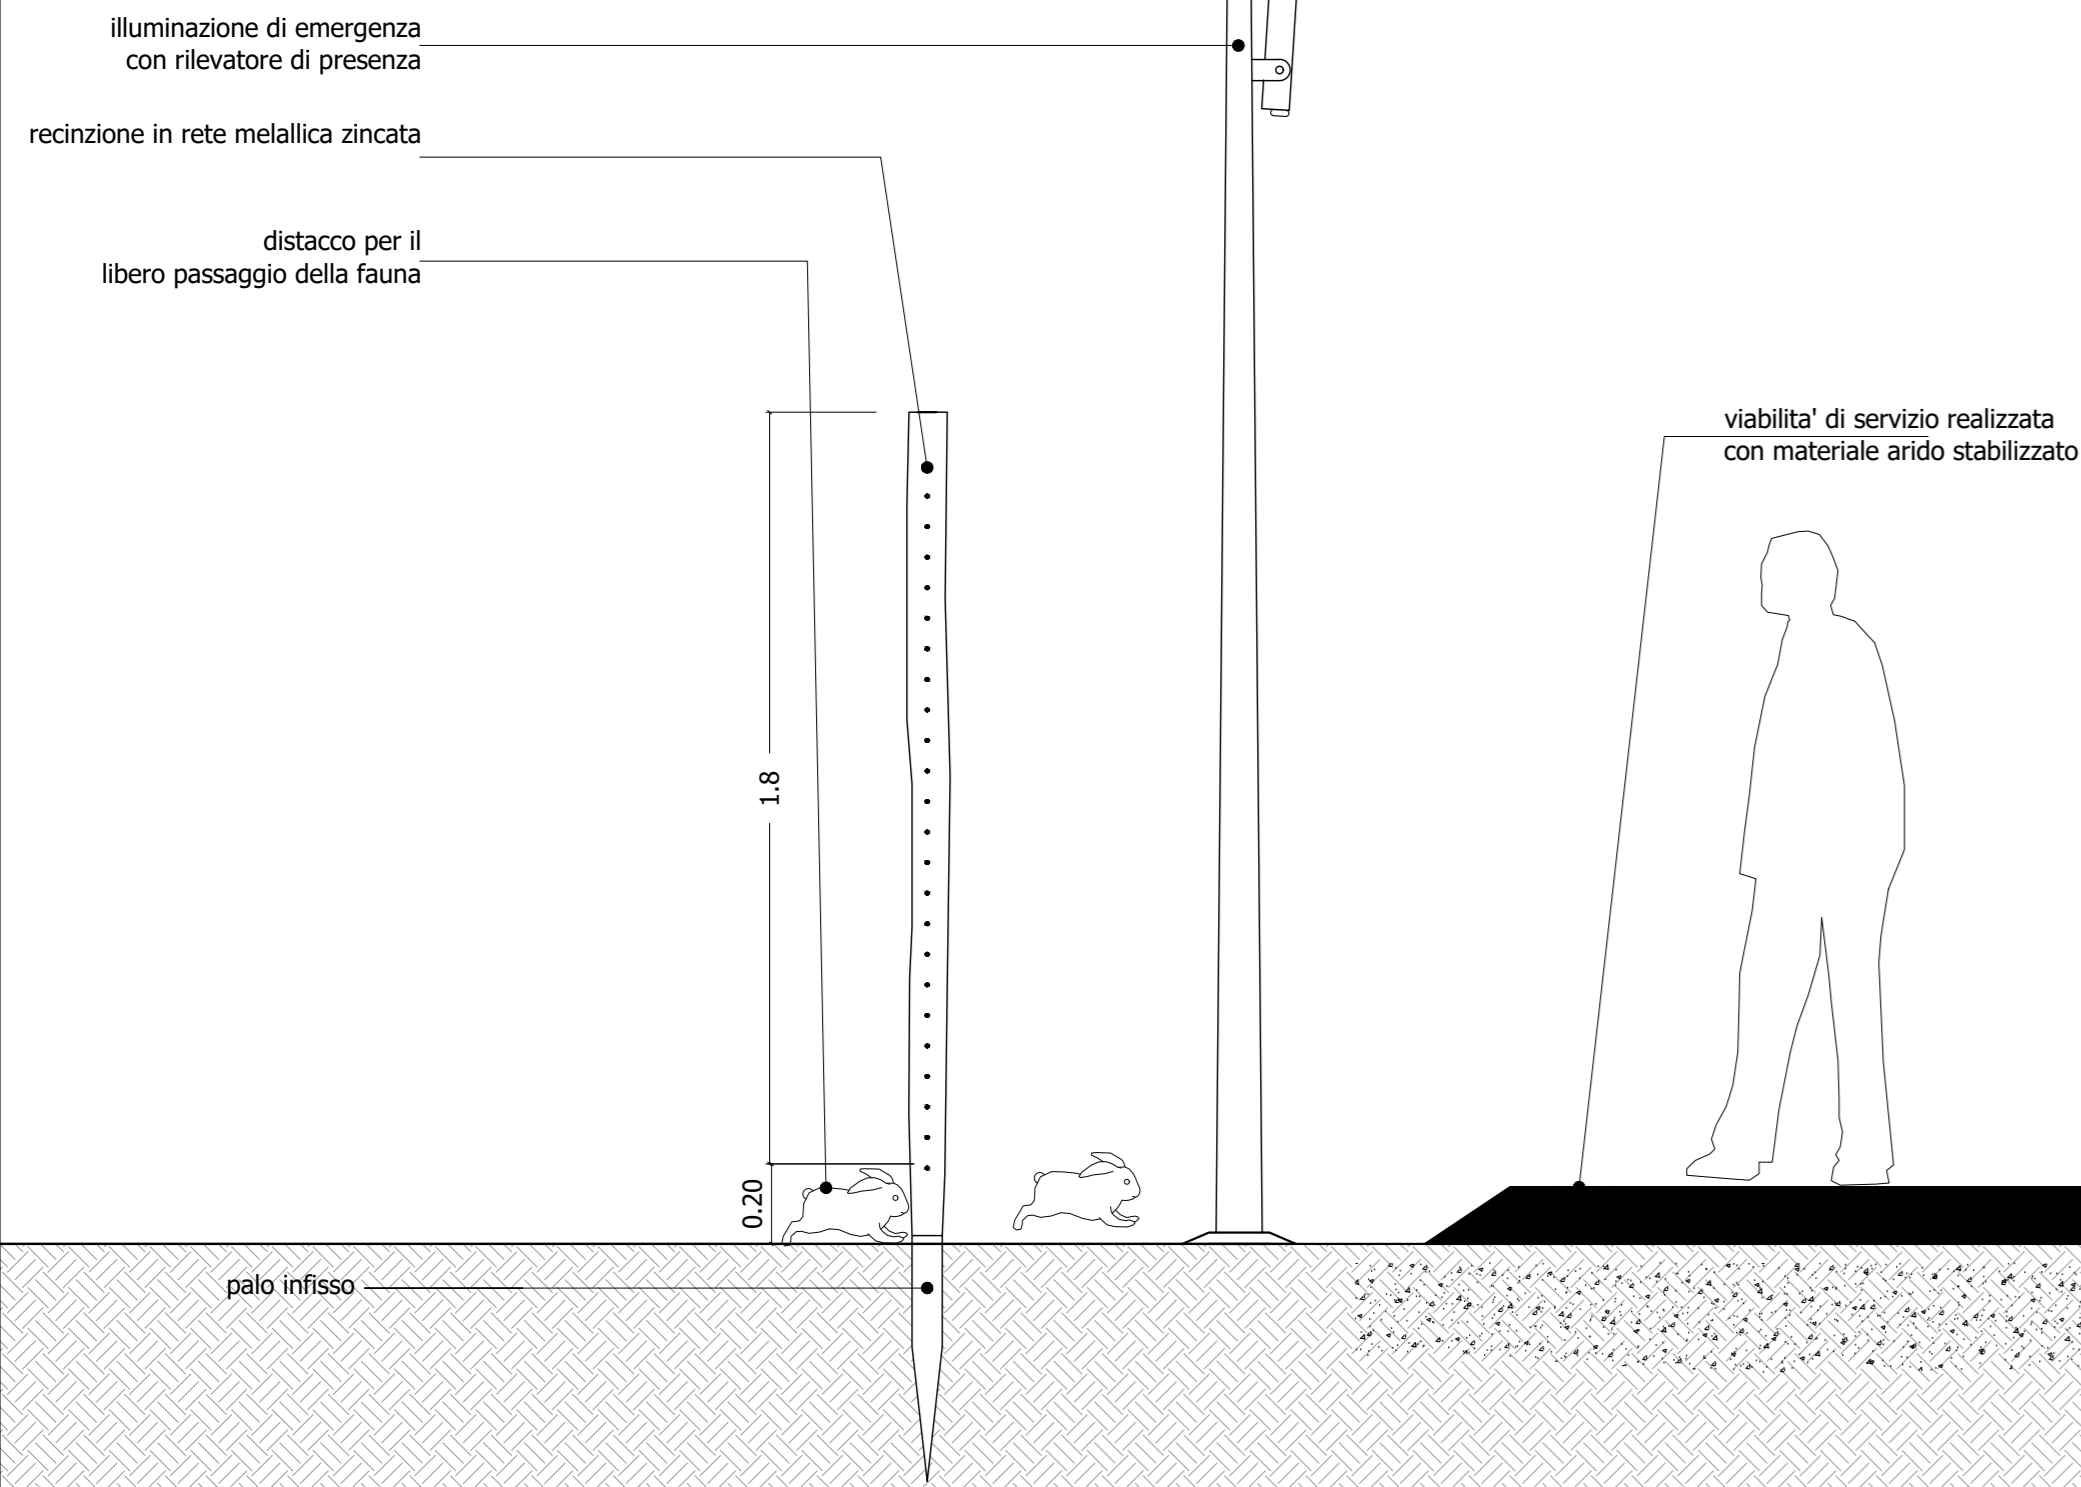 illuminazione di emergenza
con rilevatore di presenza
recinzione in rete melallica zincata
distacco per il
libero passaggio della fauna
viabilita' di servizio realizzata
con materiale arido stabilizzato
1.8
0.20
palo infisso